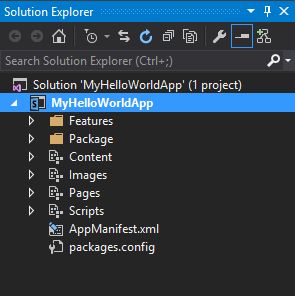 Solution Explorer
Search Solution Explorer (Ctrl+;)
Solution 'MyHelloWorldApp' (1 project)
MyHelloWorldApp
Features
Package
Content
Images
Pages
Scripts
AppManifest.xml
packages.config